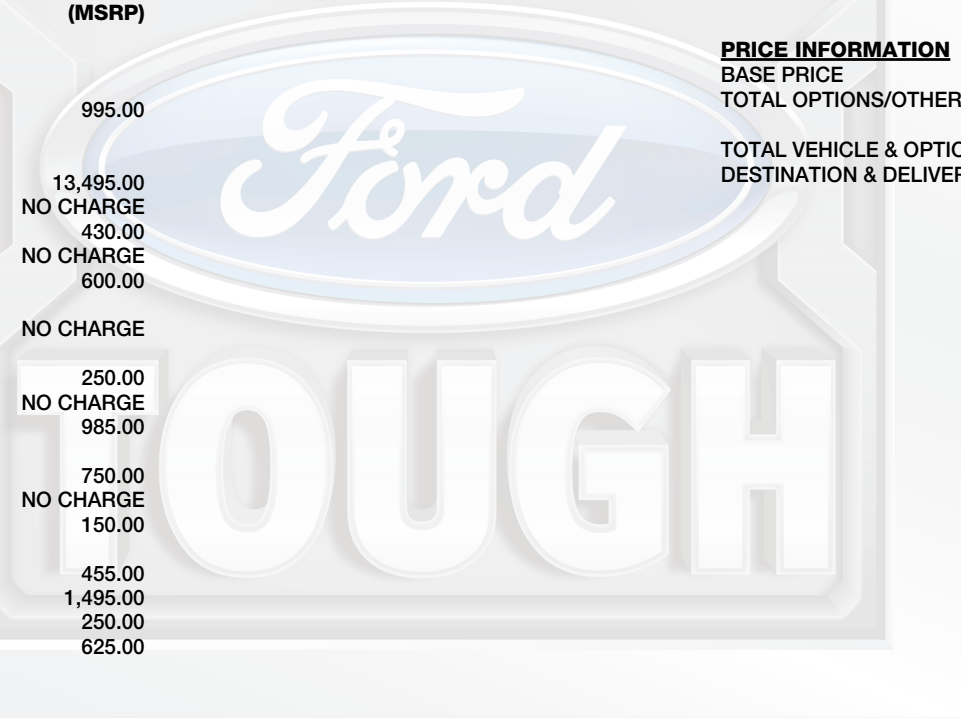 (MSRP)
995.00
13,495.00
NO CHARGE
430.00
NO CHARGE
600.00
NO CHARGE
250.00
NO CHARGE
985.00
750.00
NO CHARGE
150.00
455.00
1,495.00
250.00
625.00
PRICE INFORMATION
BASE PRICE
TOTAL OPTIONS/OTHER
TOTAL VEHICLE & OPTIO
DESTINATION & DELIVER
Ford
TOUGH